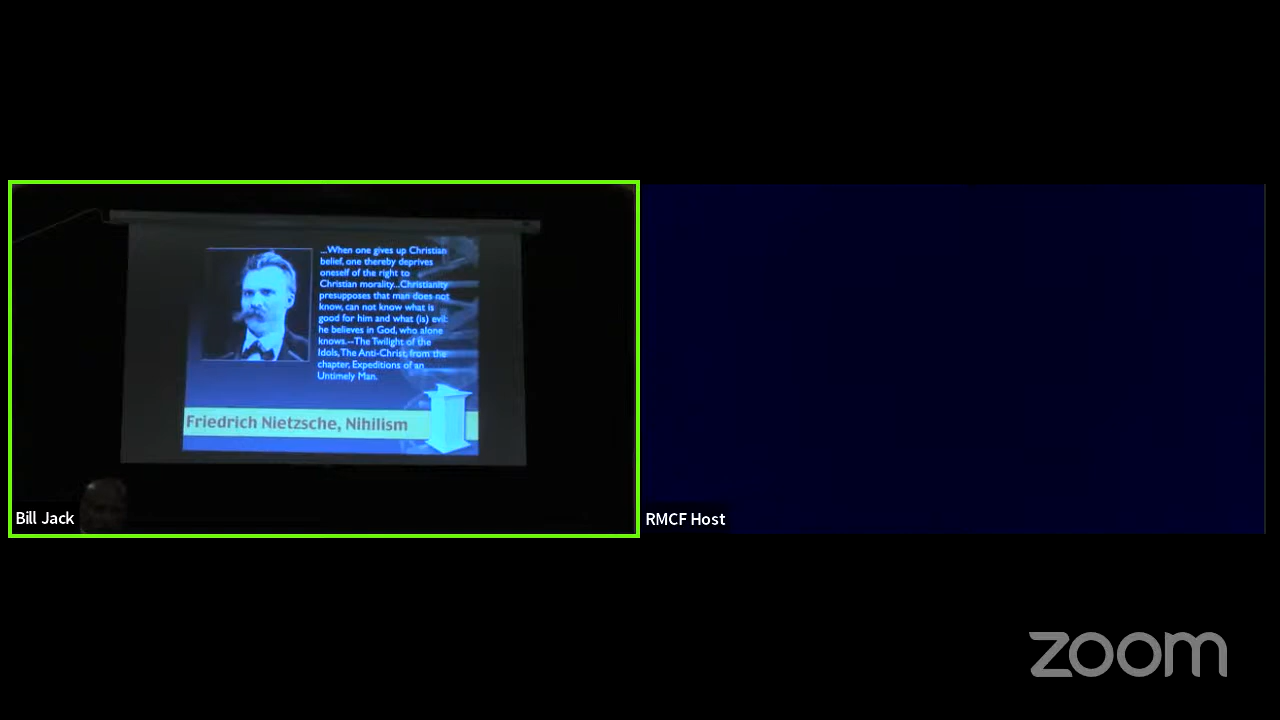 ...When one gives up Christian
belief, one thereby deprives
oneself of the right to
Christian morality...Christianity
presupposes that man does not
know, can not know what is
good for him and what (is) evil:
he believes in God, who alone
knows.--The Twilight of the
Idols, The Anti-Christ, from the
chapter, Expeditions of an
Untimely Man.
Friedrich Nietzsche, Nihilism
Bill Jack
RMCF Host
zoom